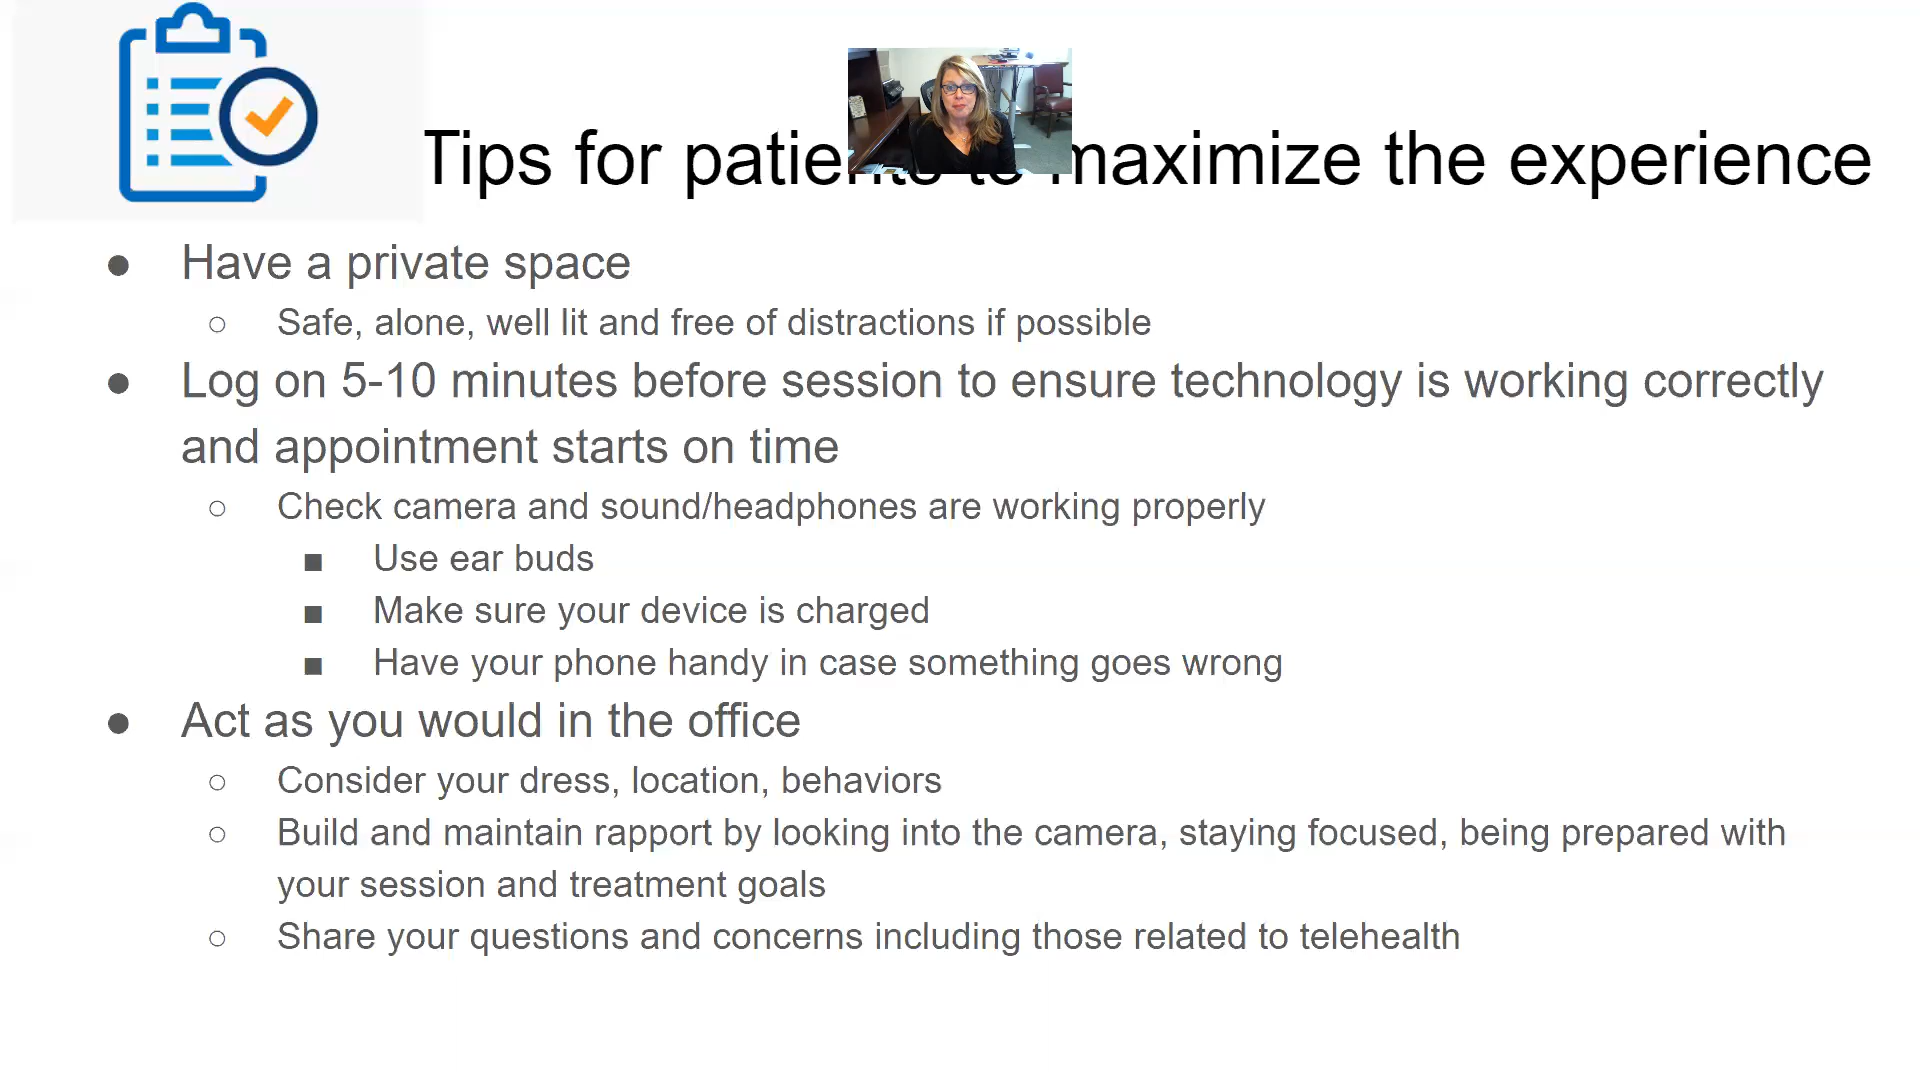 Tips for patients to maximize the experience
● Have a private space
○ Safe, alone, well lit and free of distractions if possible
● Log on 5-10 minutes before session to ensure technology is working correctly
and appointment starts on time
○ Check camera and sound/headphones are working properly
■ Use ear buds
■ Make sure your device is charged
■ Have your phone handy in case something goes wrong
● Act as you would in the office
○ Consider your dress, location, behaviors
○ Build and maintain rapport by looking into the camera, staying focused, being prepared with
your session and treatment goals
○ Share your questions and concerns including those related to telehealth